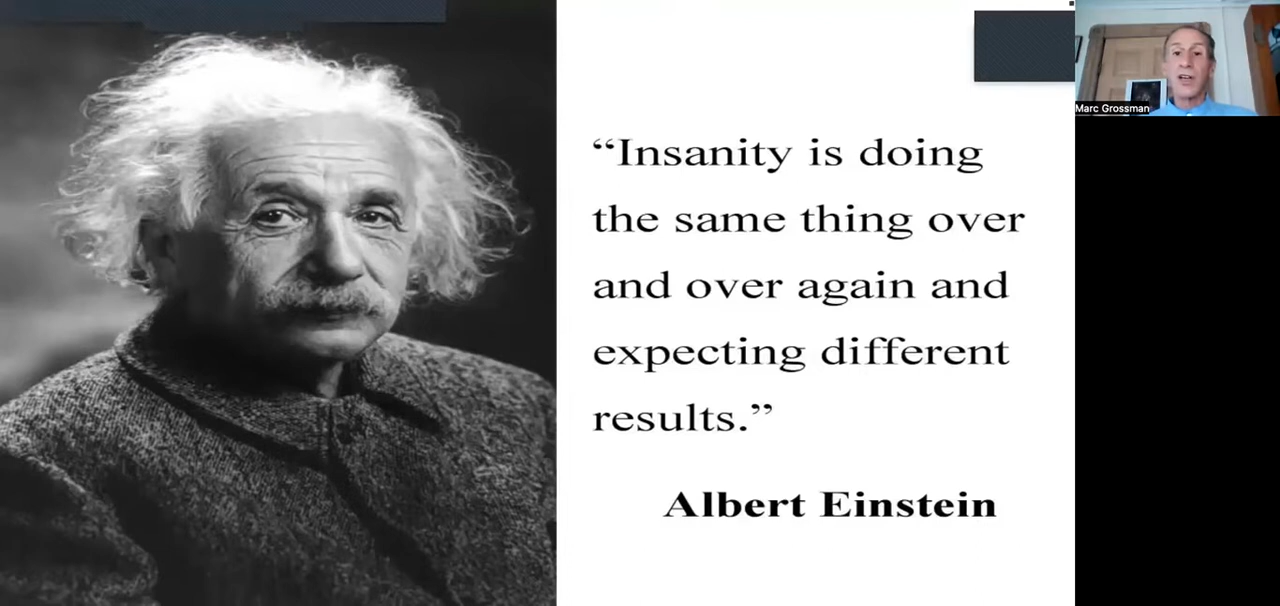 “Insanity is doing
the same thing over
and over again and
expecting different
results.”
Albert Einstein
Marc Grossman